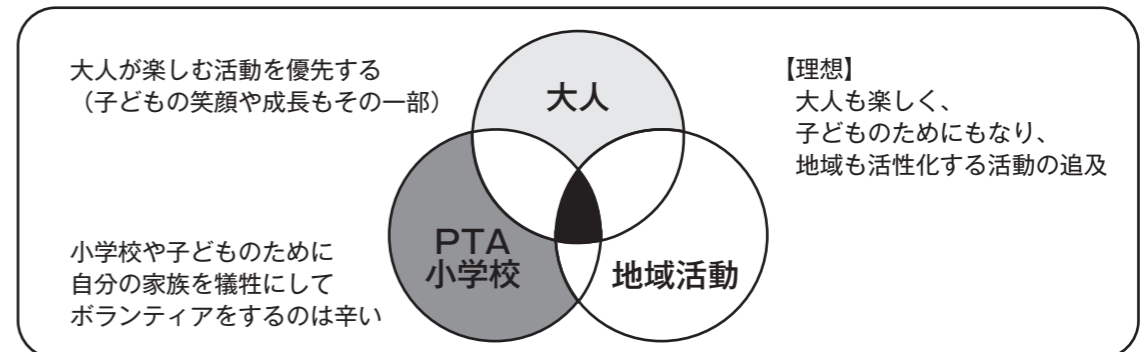 大人が楽しむ活動を優先する
（子どもの笑顔や成長もその一部）
大人
【理想】
大人も楽しく、
子どものためにもなり、
地域も活性化する活動の追及
小学校や子どものために
自分の家族を犠牲にして
ボランティアをするのは辛い
PTA
小学校
地域活動